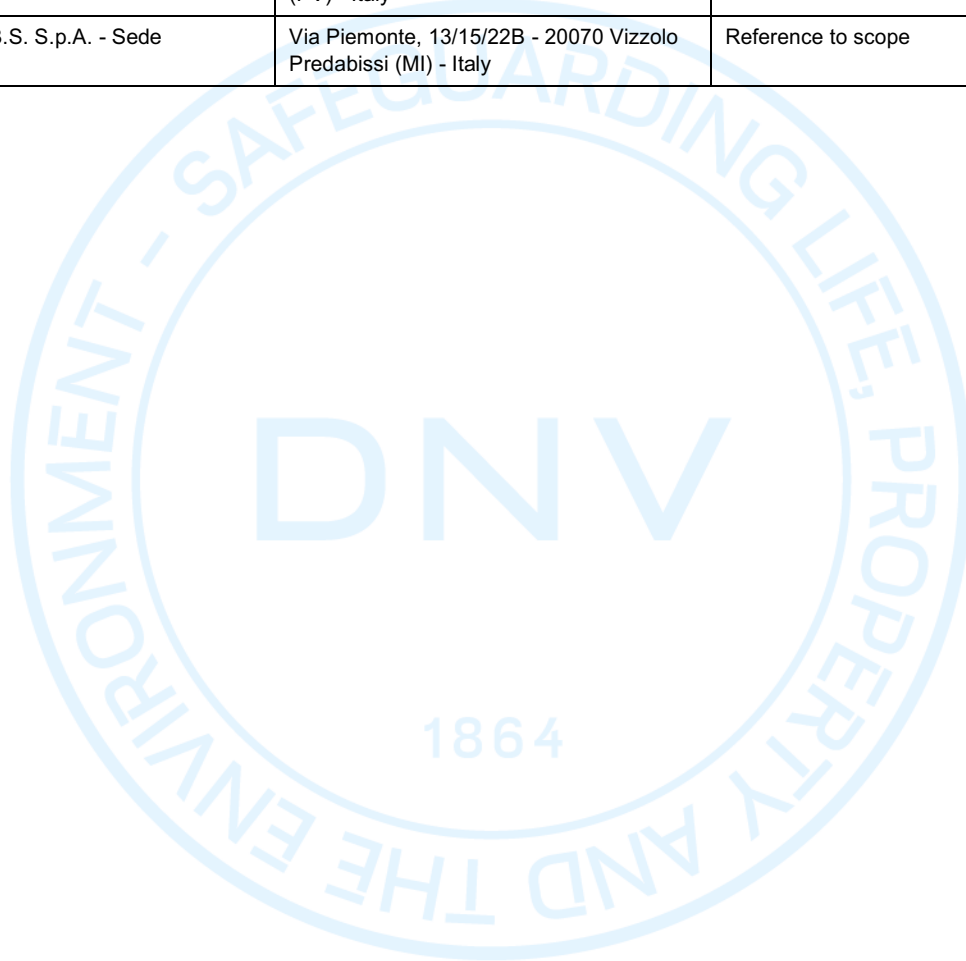 Italy
.S. S.p.A. - Sede
Via Piemonte, 13/15/22B - 20070 Vizzolo
Predabissi (MI) - Italy
Reference to scope
SAFEGUARDING LIFE, PROPERTY AND THE ENVIRONMENT -
DNV
1864